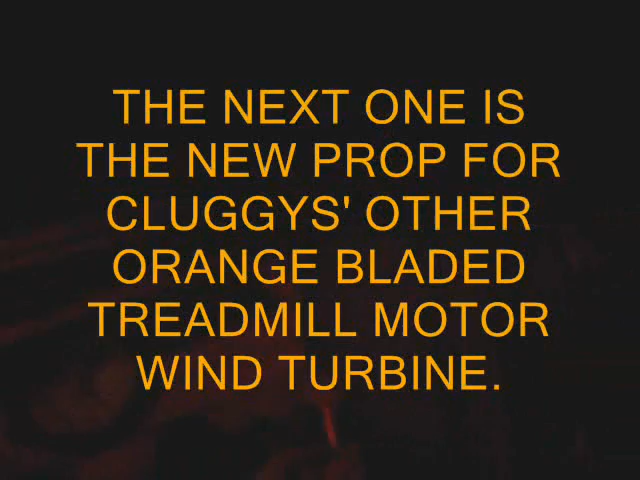 THE NEXT ONE IS
THE NEW PROP FOR
CLUGGYS' OTHER
ORANGE BLADED
TREADMILL MOTOR
WIND TURBINE.